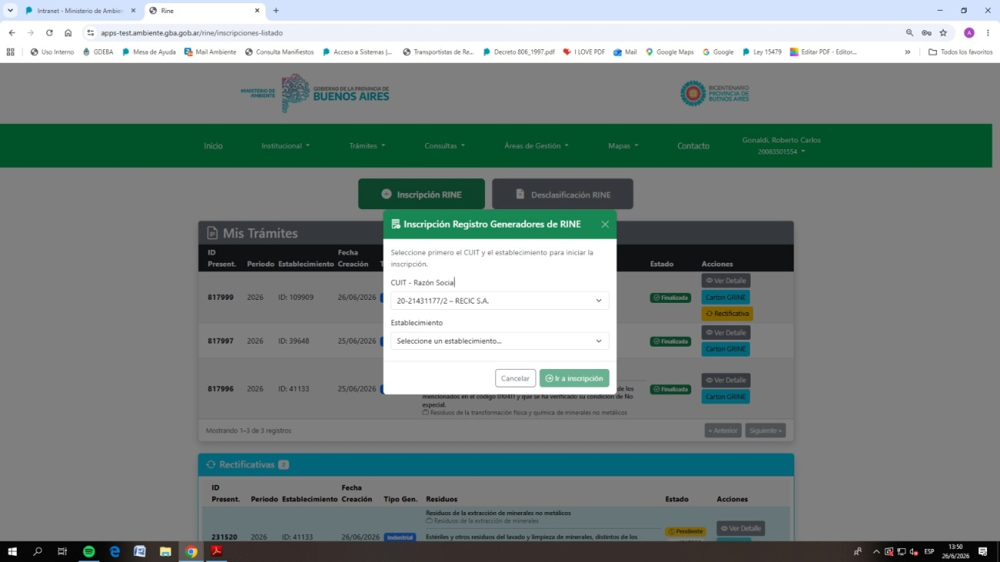 Intranet - Ministerio de Ambien
Rine
apps-test.ambiente.gba.gob.ar/rine/inscripciones-listado
A
Uso Interno
GDEBA
Mesa de Ayuda
Mail Ambiente
Consulta Manifiestos
Acceso a Sistemas |...
Transportistas de Re...
Decreto 806_1997.pdf
I LOVE PDF
Mail
Google Maps
Google
Ley 15479
Editar PDF - Editor...
Todos los favoritos
MINISTERIO DE AMBIENTE
GOBIERNO DE LA PROVINCIA DE
BUENOS AIRES
BICENTENARIO
PROVINCIA DE
BUENOS AIRES
Inicio
Institucional
Trámites
Consultas
Áreas de Gestión
Mapas
Contacto
Gonaldi, Roberto Carlos
20083501554
Inscripción RINE
Desclasificación RINE
Mis Trámites
ID Present. Periodo Establecimiento Fecha Creación T Estado Acciones
817999 2026 ID: 109909 26/06/2026 Finalizada Ver Detalle
Carton GRINE
Rectificativa
817997 2026 ID: 39648 25/06/2026 Finalizada Ver Detalle
Carton GRINE
817996 2026 ID: 41133 25/06/2026 Finalizada Ver Detalle
Carton GRINE
de los
mencionados en el código 010411 y que se ha verificado su condición de No
especial.
Residuos de la transformación física y química de minerales no metálicos
Mostrando 1–3 de 3 registros
« Anterior
Siguiente »
Inscripción Registro Generadores de RINE
Seleccione primero el CUIT y el establecimiento para iniciar la
inscripción.
CUIT - Razón Social
20-21431177/2 – RECIC S.A.
Establecimiento
Seleccione un establecimiento...
Cancelar
Ir a inscripción
Rectificativas 2
ID Present. Periodo Establecimiento Fecha Creación Tipo Gen. Residuos Estado Acciones
Residuos de la extracción de minerales no metálicos
Residuos de la extracción de minerales
231520 2026 ID: 41133 26/06/2026 Industrial Estériles y otros residuos del lavado y limpieza de minerales, distintos de los Pendiente Ver Detalle
ESP
13:50
26/6/2026